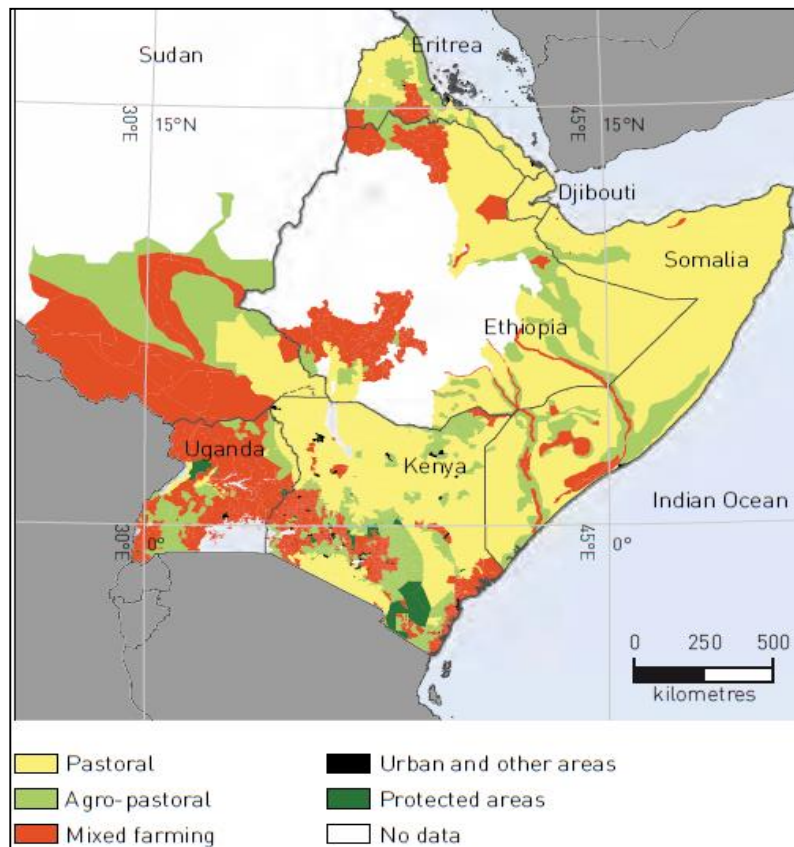 Sudan
Eritrea
30°E
15°N
45°E
15°N
Djibouti
Somalia
Ethiopia
Uganda
Kenya
Indian Ocean
30°E
0°
45°E
0°
0 250 500
kilometres
Pastoral
Urban and other areas
Agro-pastoral
Protected areas
Mixed farming
No data